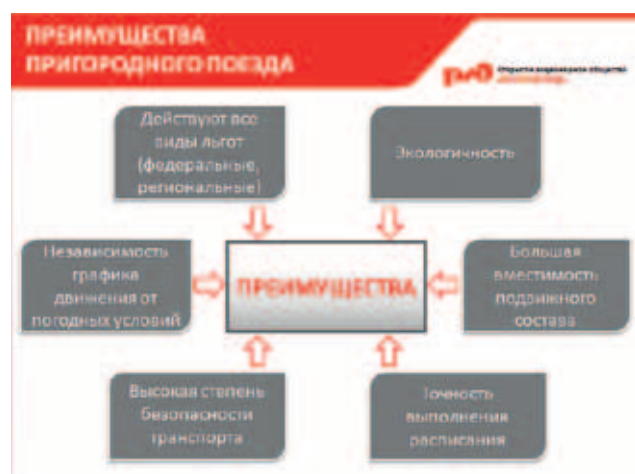 ПРЕИМУЩЕСТВА
ПРИГОРОДНОГО ПОЕЗДА
Действуют все
виды льгот
(федеральные,
региональные)
Экологичность
Независимость
графика
движения от
погодных условий
ПРЕИМУЩЕСТВА
Большая
вместимость
подвижного
состава
Высокая степень
безопасности
транспорта
Точность
выполнения
расписания